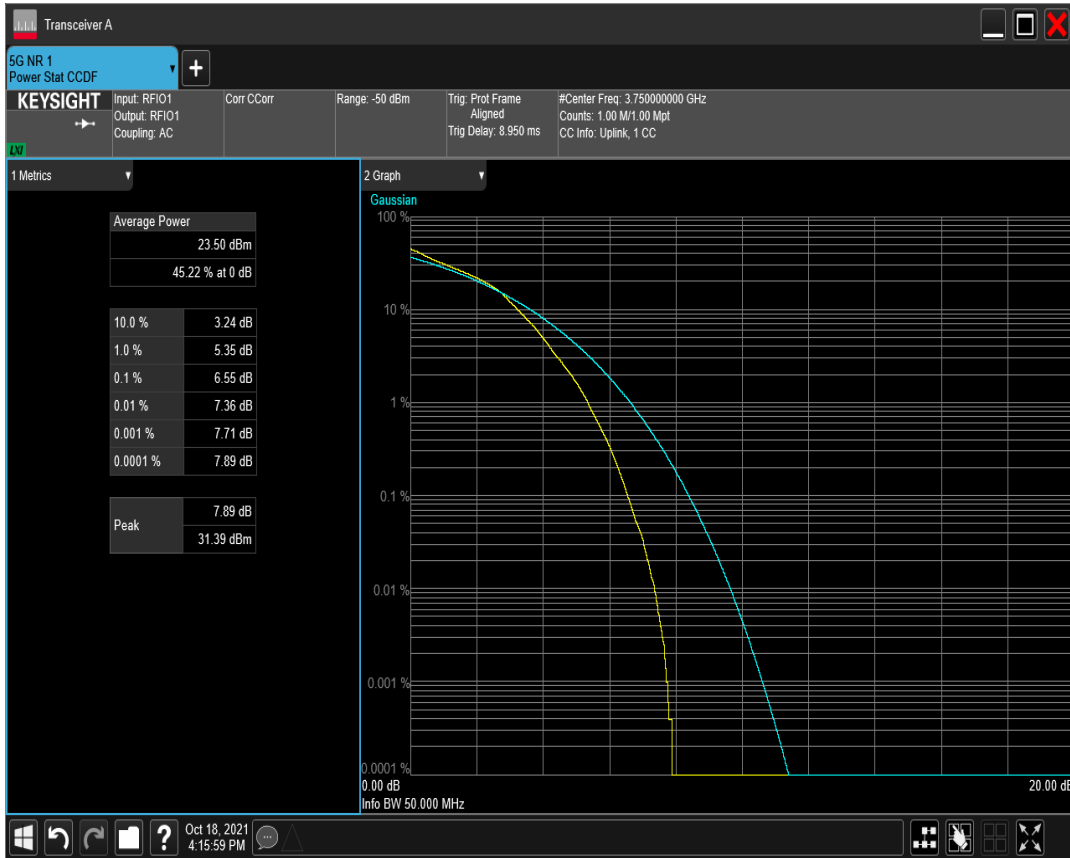 Transceiver A
5G NR 1
Power Stat CCDF
KEYSIGHT
LXI
Input: RFIO1
Output: RFIO1
Coupling: AC
Corr CCorr
Range: -50 dBm
Trig: Prot Frame
Aligned
Trig Delay: 8.950 ms
#Center Freq: 3.750000000 GHz
Counts: 1.00 M/1.00 Mpt
CC Info: Uplink, 1 CC
1 Metrics
Average Power
23.50 dBm
45.22 % at 0 dB
10.0 % 3.24 dB
1.0 % 5.35 dB
0.1 % 6.55 dB
0.01 % 7.36 dB
0.001 % 7.71 dB
0.0001 % 7.89 dB
Peak
7.89 dB
31.39 dBm
2 Graph
Gaussian
100 %
10 %
1 %
0.1 %
0.01 %
0.001 %
0.0001 %
0.00 dB 20.00 dB
Info BW 50.000 MHz
Oct 18, 2021
4:15:59 PM